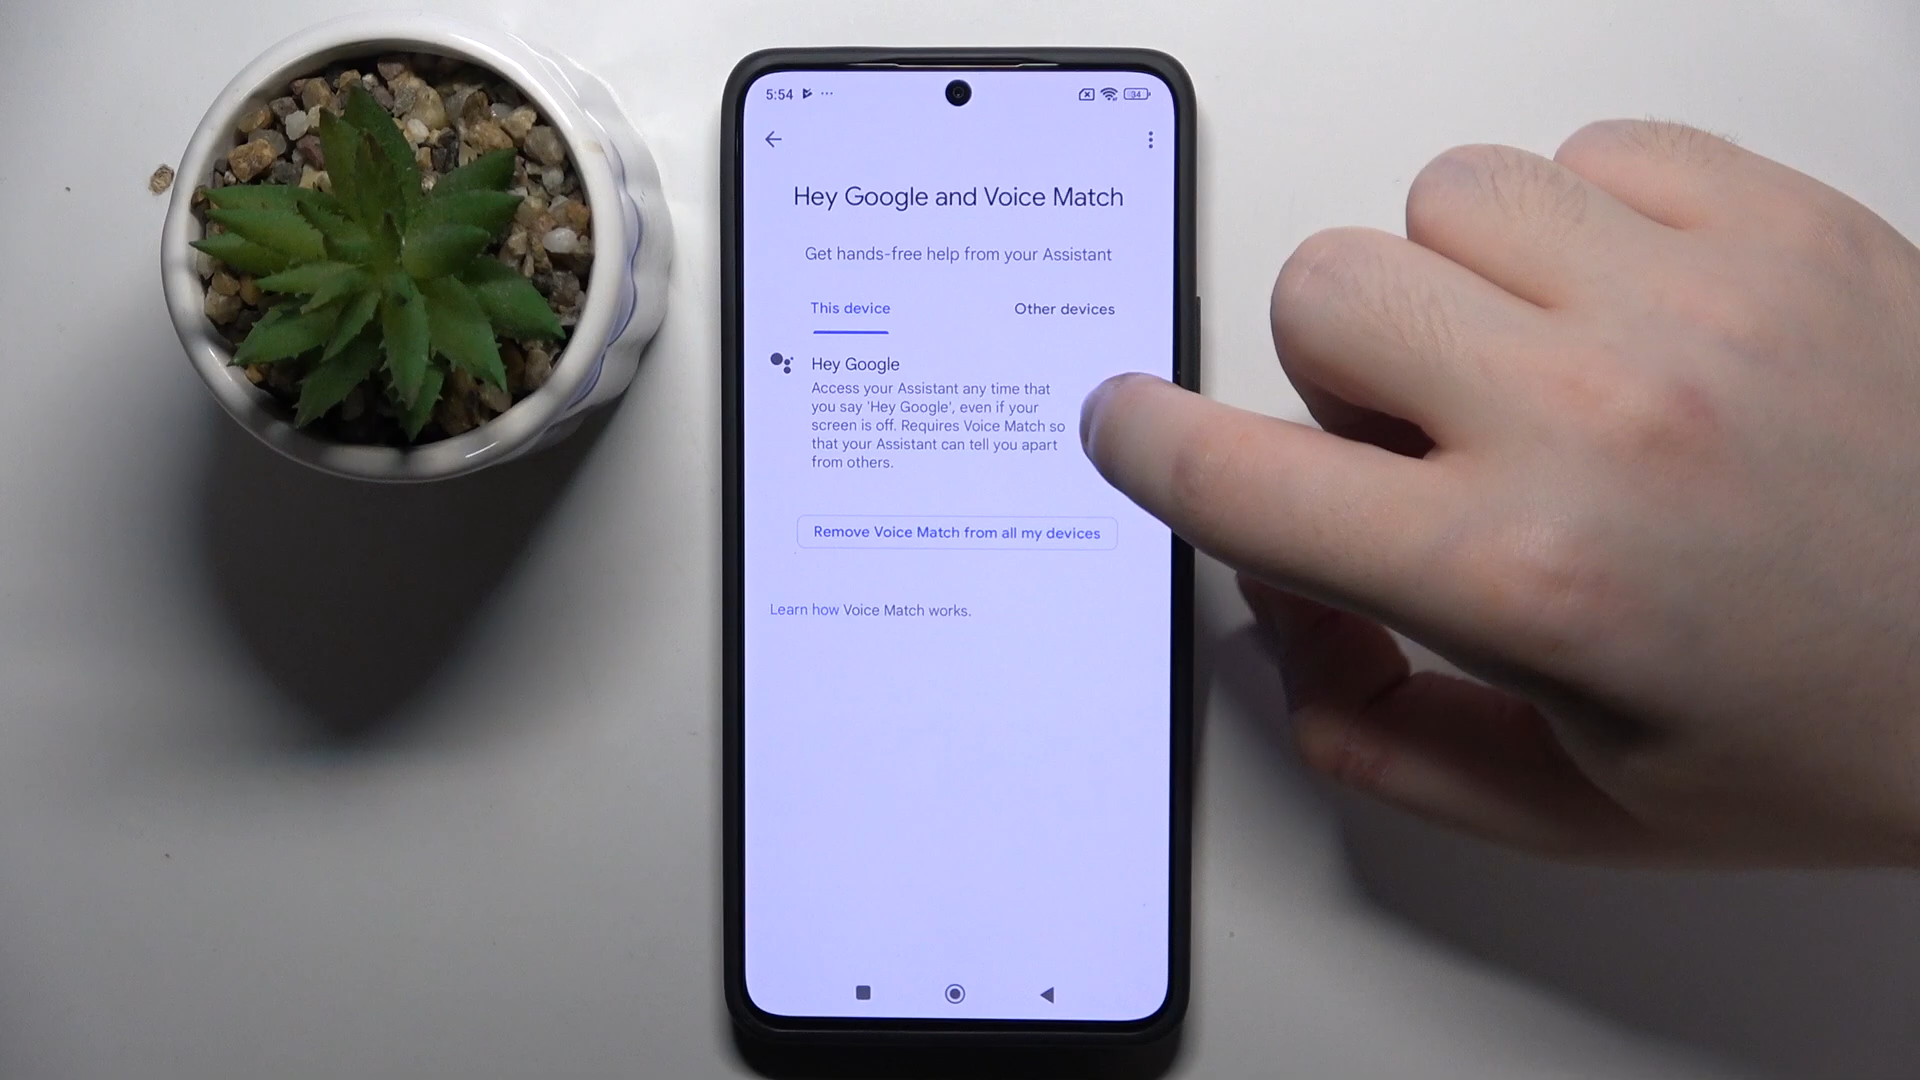 5:54
34
Hey Google and Voice Match
Get hands-free help from your Assistant
This device
Other devices
Hey Google
Access your Assistant any time that
you say 'Hey Google', even if your
screen is off. Requires Voice Match so
that your Assistant can tell you apart
from others.
Remove Voice Match from all my devices
Learn how Voice Match works.